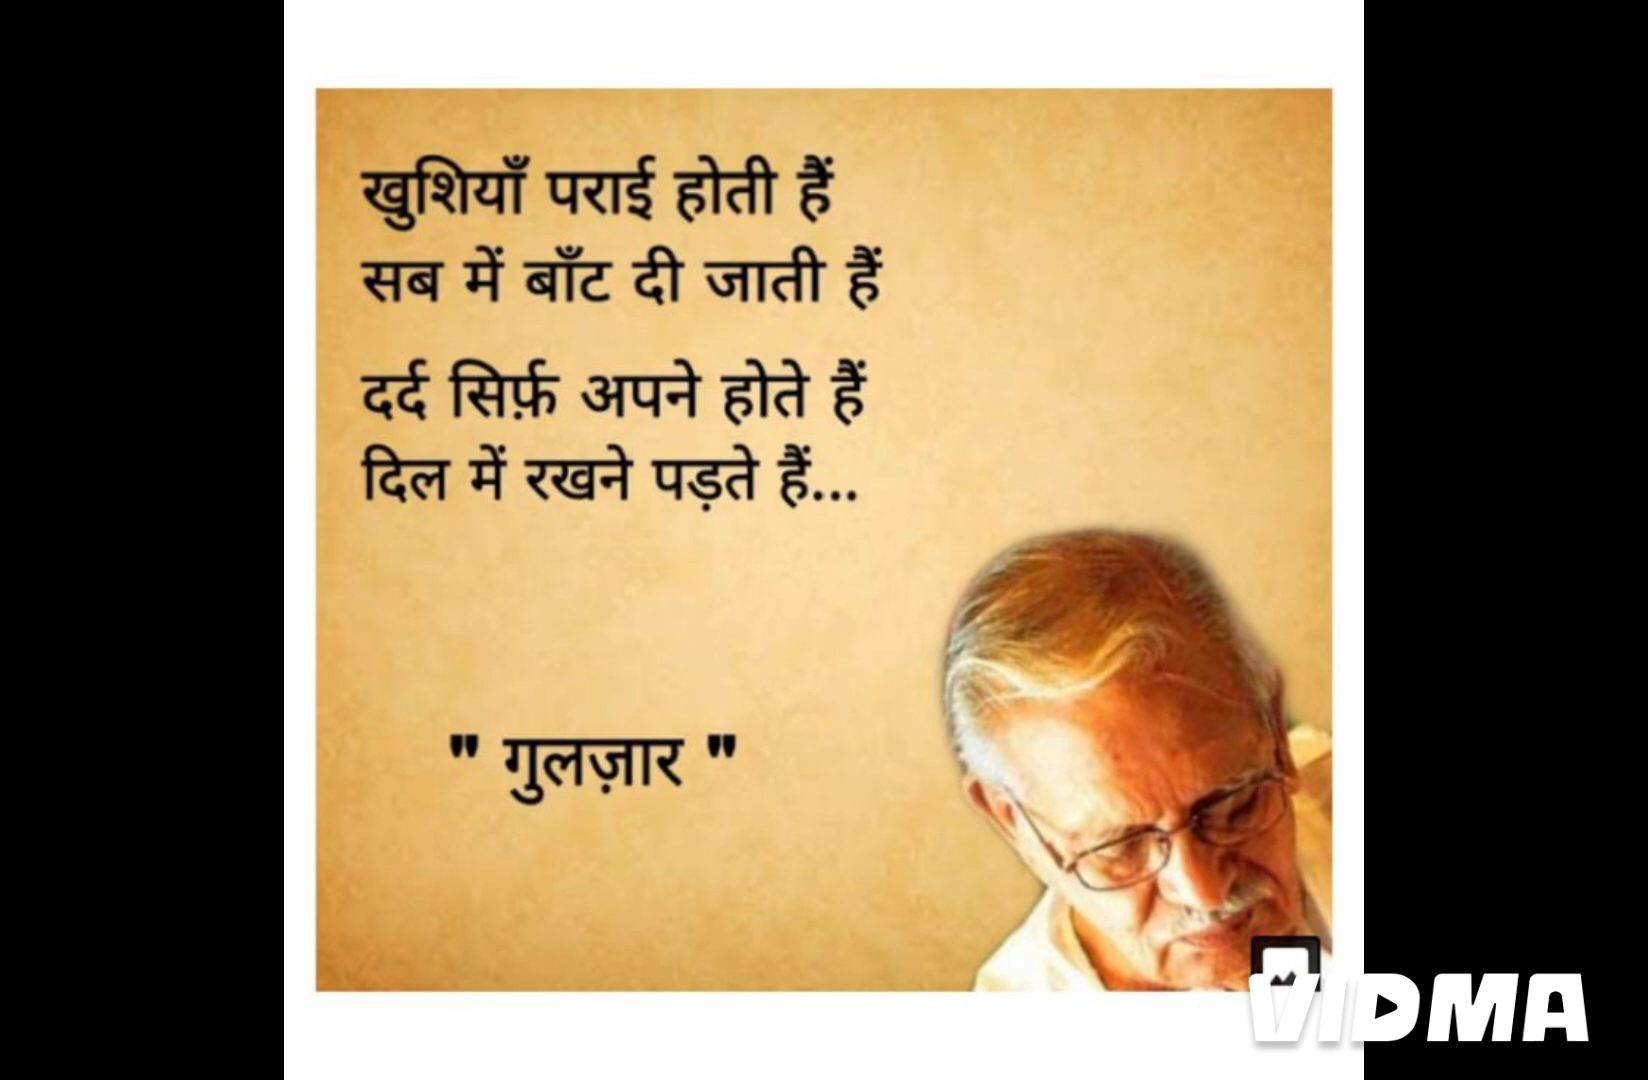 खुशियाँ पराई होती हैं
सब में बाँट दी जाती हैं
दर्द सिर्फ़ अपने होते हैं
दिल में रखने पड़ते हैं...
" गुलज़ार "
VIDMA